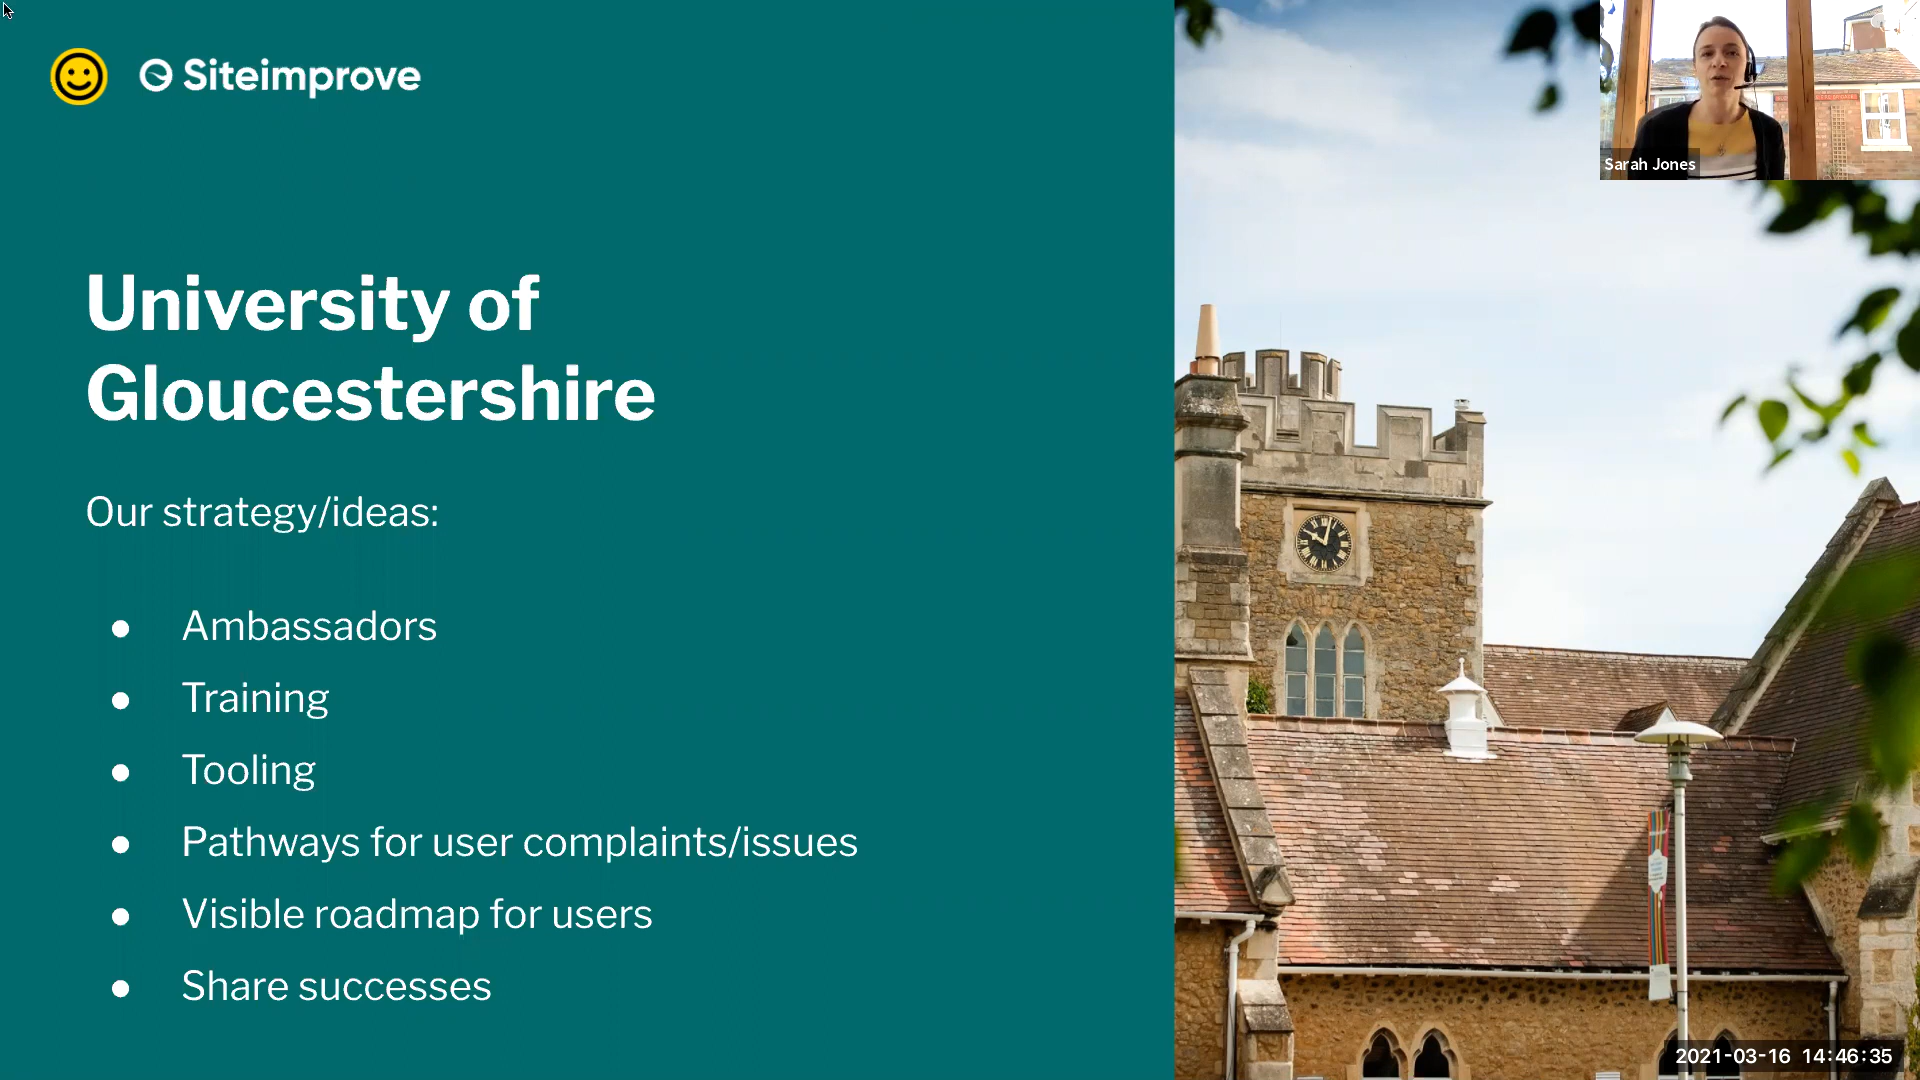 Siteimprove
Sarah Jones
University of
Gloucestershire
Our strategy/ideas:
● Ambassadors
● Training
● Tooling
● Pathways for user complaints/issues
● Visible roadmap for users
● Share successes
2021-03-16 14:46:35